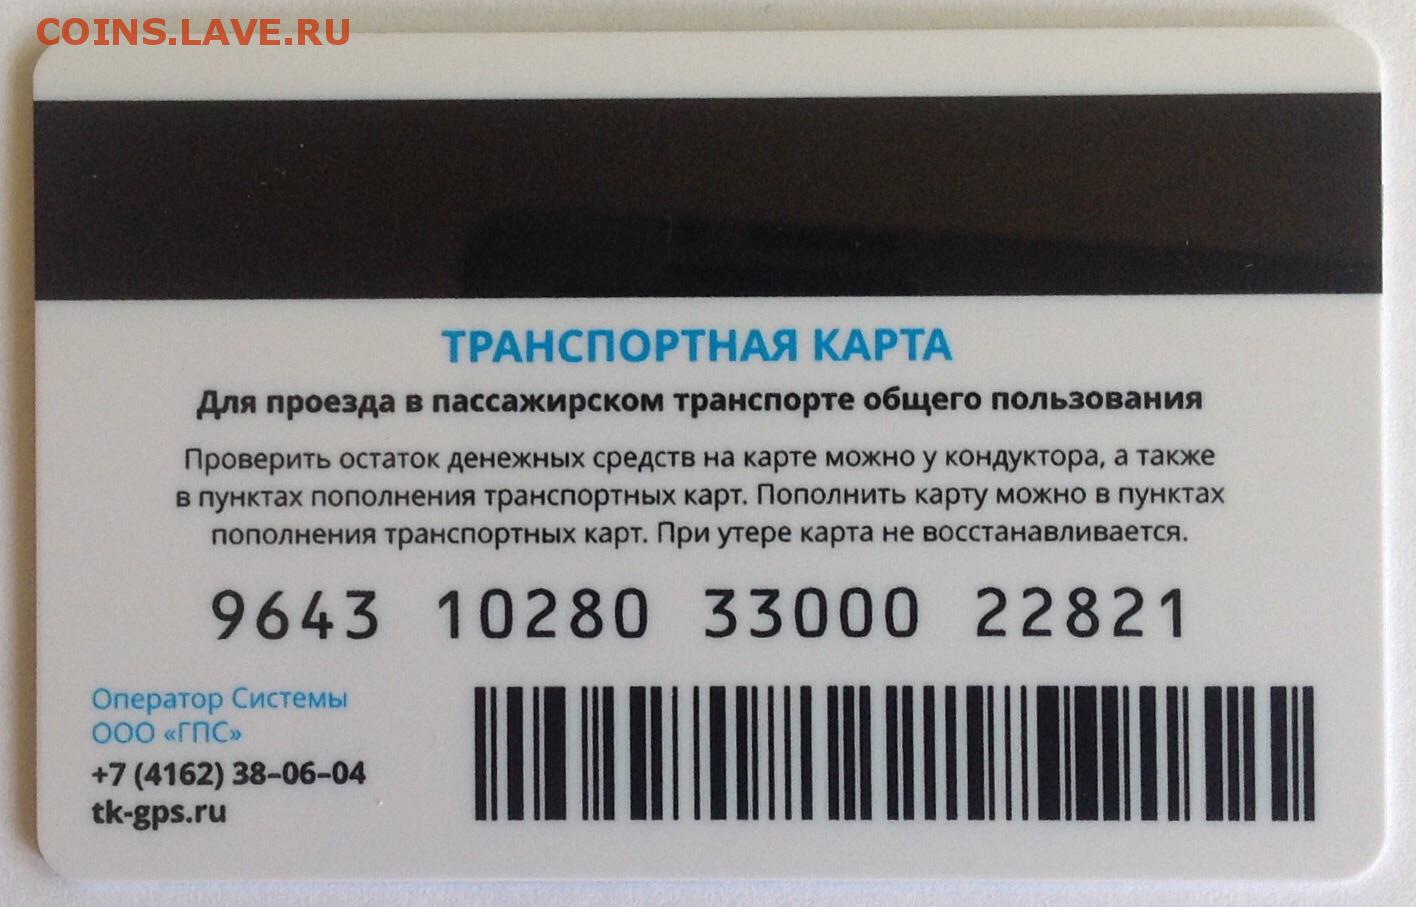 COINS.LAVE.RU
ТРАНСПОРТНАЯ КАРТА
Для проезда в пассажирском транспорте общего пользования
Проверить остаток денежных средств на карте можно у кондуктора, а также
в пунктах пополнения транспортных карт. Пополнить карту можно в пунктах
пополнения транспортных карт. При утере карта не восстанавливается.
9643 10280 33000 22821
Оператор Системы
ООО «ГПС»
+7 (4162) 38–06–04
tk-gps.ru